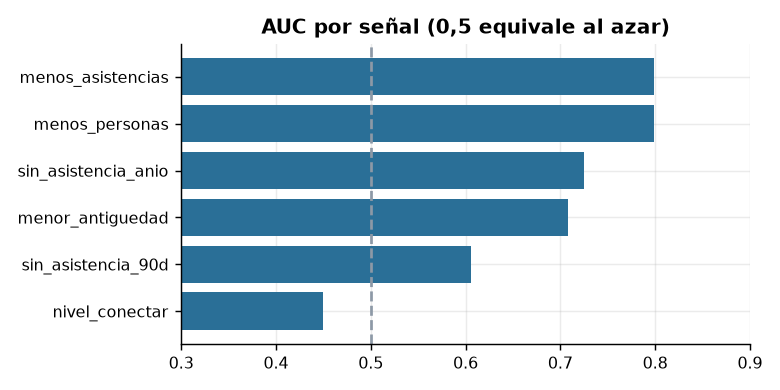 AUC por señal (0,5 equivale al azar)
menos_asistencias
menos_personas
sin_asistencia_anio
menor_antiguedad
sin_asistencia_90d
nivel_conectar
0.3 0.4 0.5 0.6 0.7 0.8 0.9